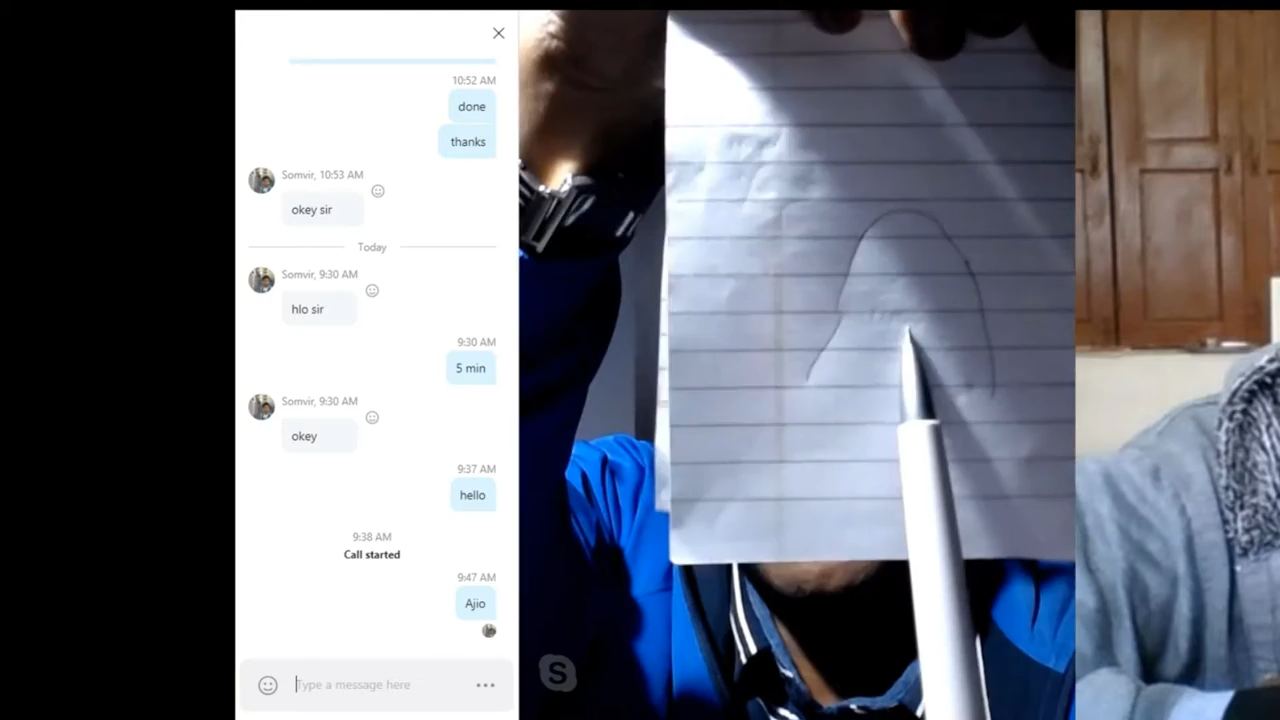 10:52 AM
done
thanks
Somvir, 10:53 AM
okey sir
Today
Somvir, 9:30 AM
hlo sir
9:30 AM
5 min
Somvir, 9:30 AM
okey
9:37 AM
hello
9:38 AM
Call started
9:47 AM
Ajio
Type a message here
S